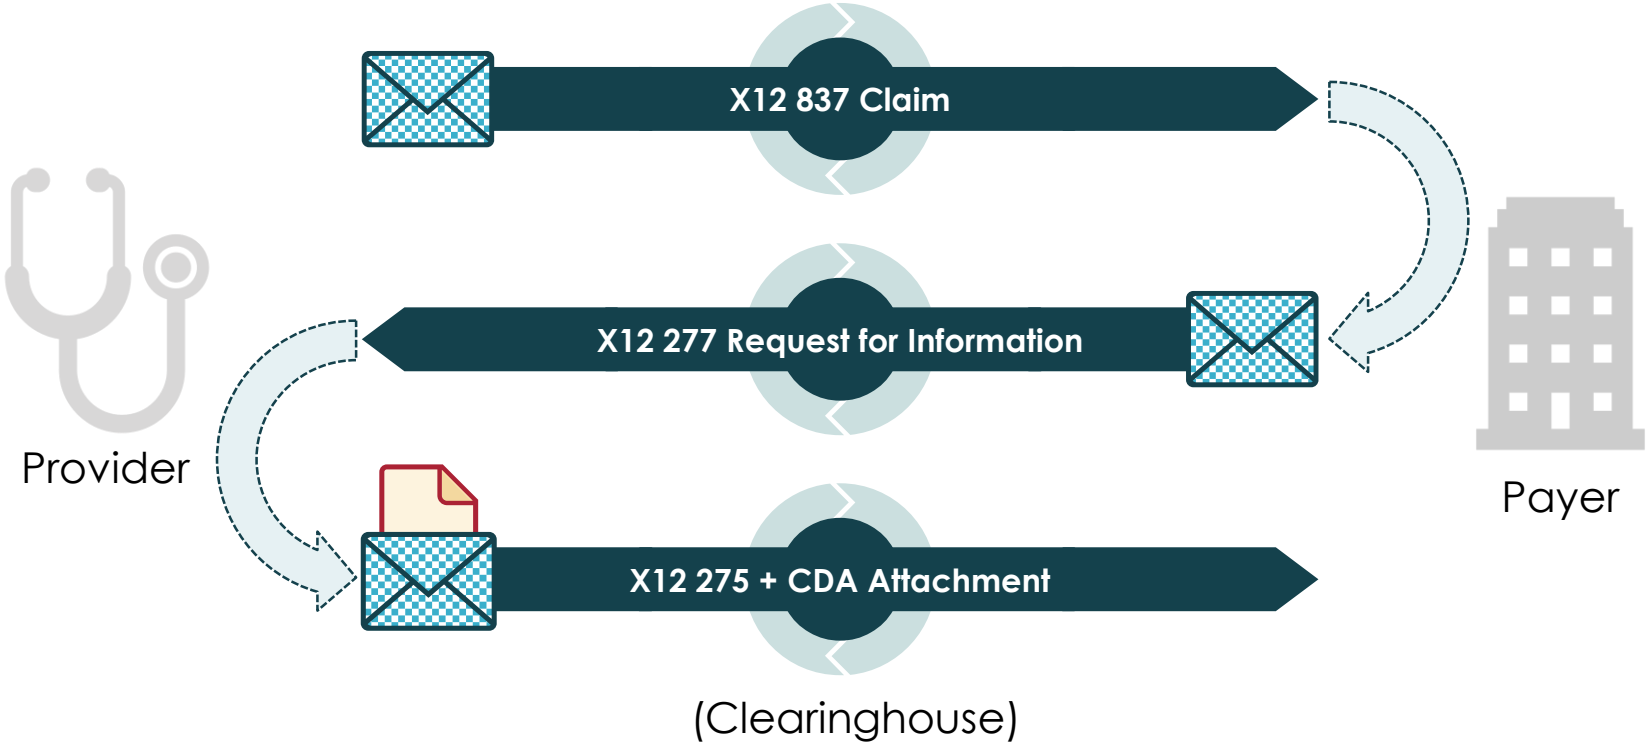 X12 837 Claim
X12 277 Request for Information
Provider
Payer
X12 275 + CDA Attachment
(Clearinghouse)